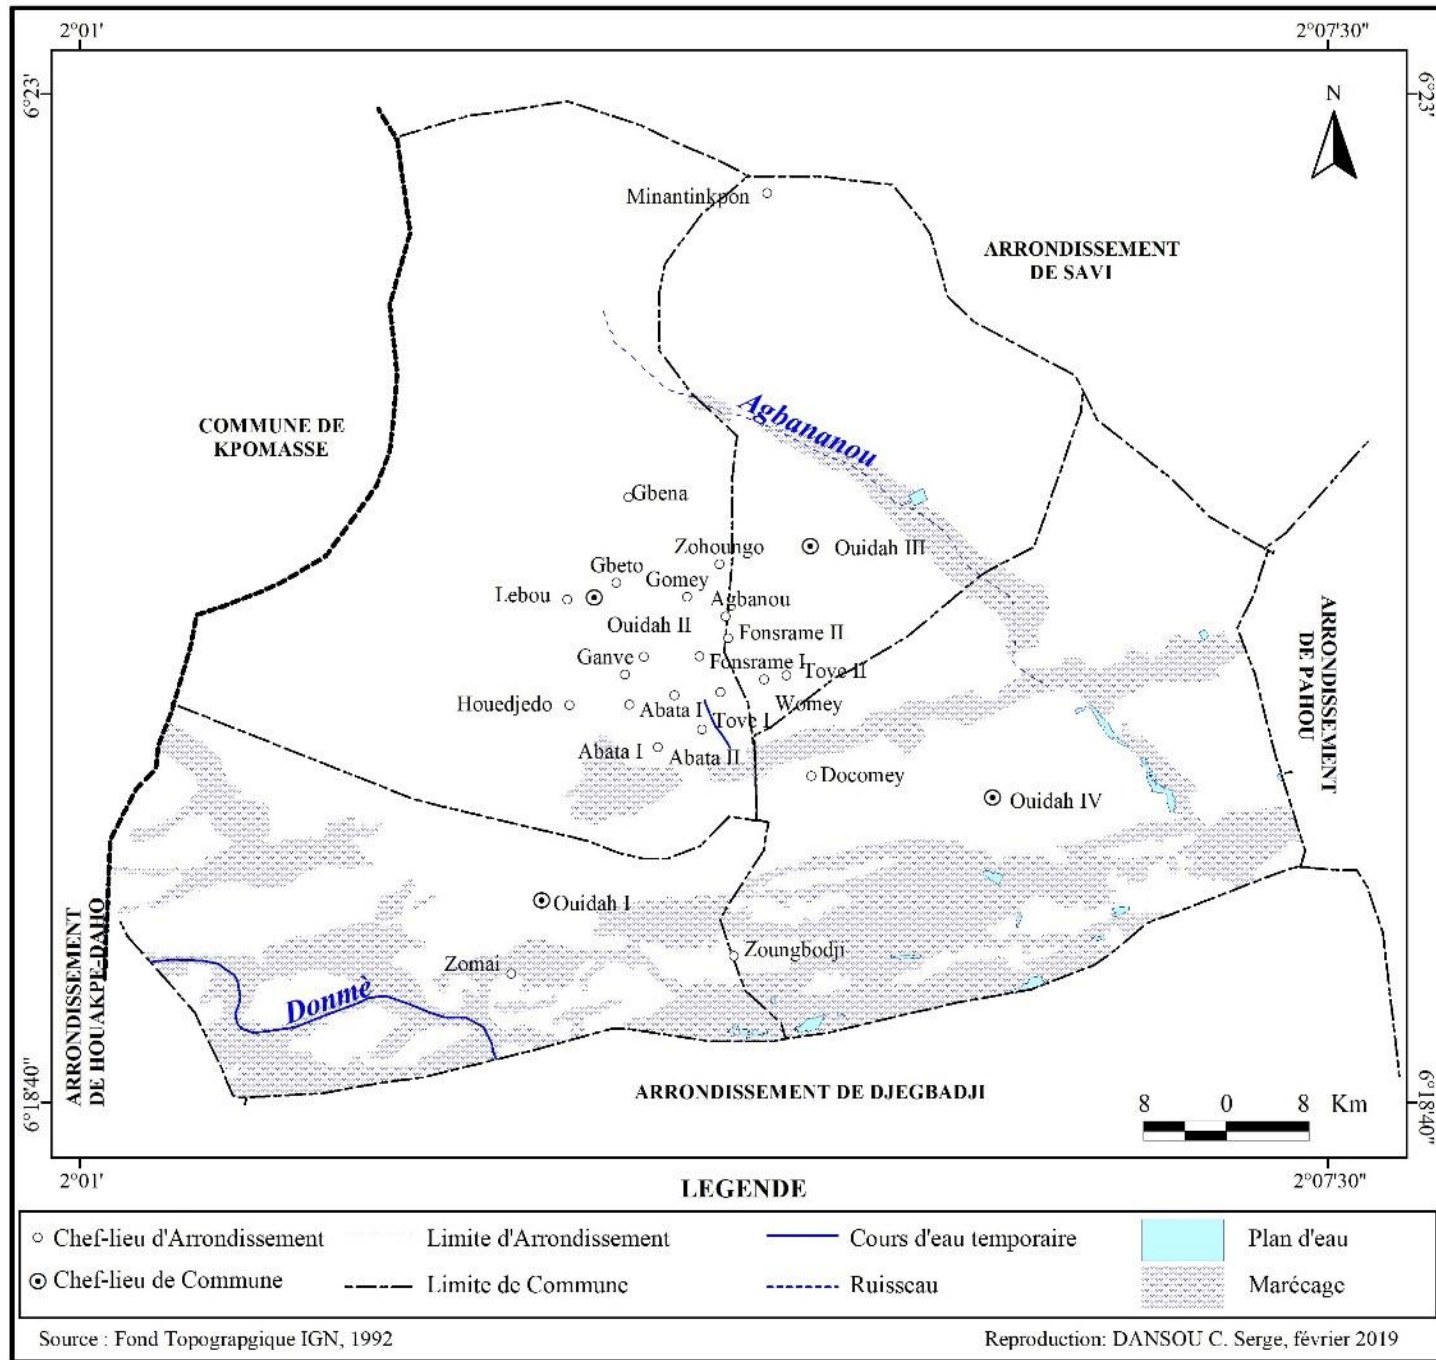 2°01'
2°07'30"
6°23'
6°23'
N
Minantinkpon
ARRONDISSEMENT
DE SAVI
Agbananou
COMMUNE DE
KPOMASSE
Gbena
Zohoungo
Ouidah III
Gbeto
Gomey
Lebou
Agbanou
Ouidah II
Fonsrame II
Ganve
Fonsrame I
Tove II
Houedjedo
Abata I
Womey
Tove I
Abata I
Abata II
Docomey
Ouidah IV
ARRONDISSEMENT
DE PAHOU
Ouidah I
Zoungbodji
Zomai
Donmè
ARRONDISSEMENT
DE HOUAKPE-DAHO
ARRONDISSEMENT DE DJEGBADJI
8 0 8 Km
6°18'40"
6°18'40"
2°01'
2°07'30"
LEGENDE
Chef-lieu d'Arrondissement
Limite d'Arrondissement
Cours d'eau temporaire
Plan d'eau
Chef-lieu de Commune
Limite de Commune
Ruisseau
Marécage
Source : Fond Topograpgique IGN, 1992
Reproduction: DANSOU C. Serge, février 2019